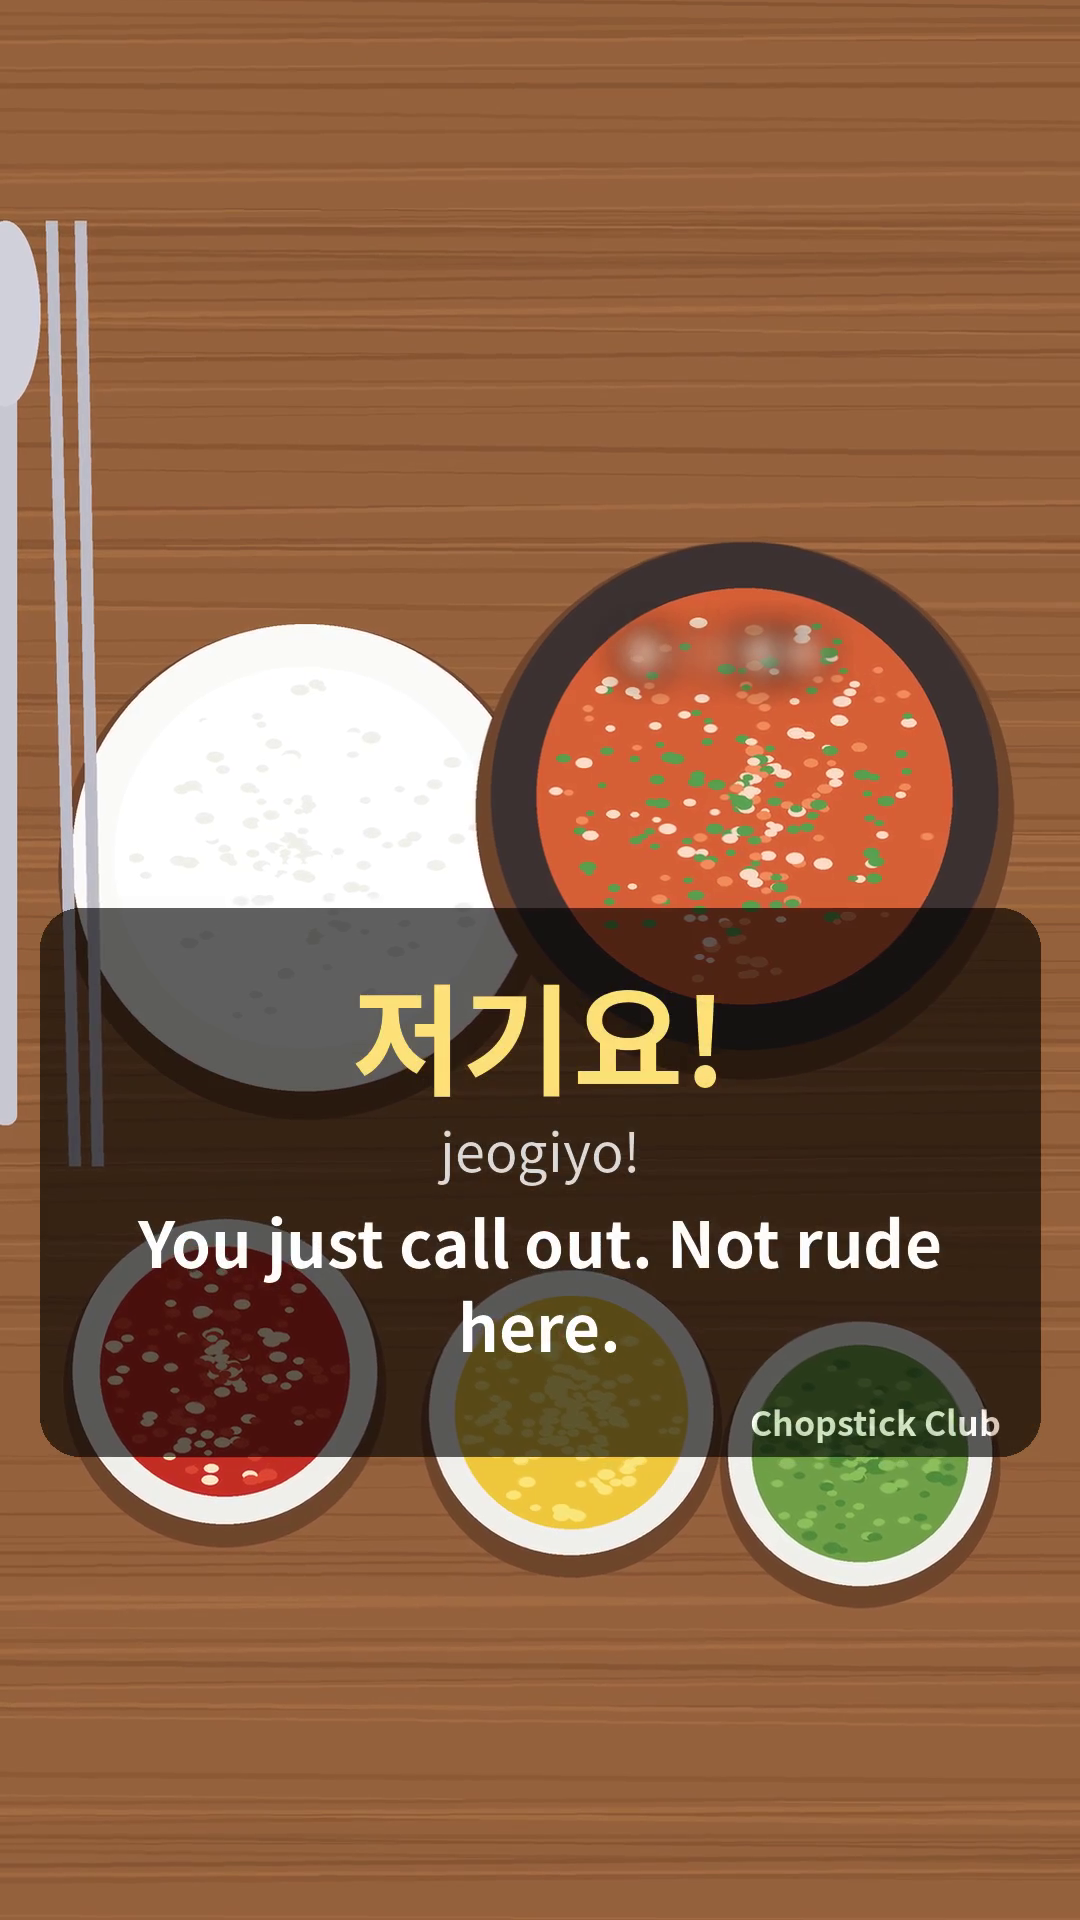 저기요!
jeogiyo!
You just call out. Not rude
here.
Chopstick Club